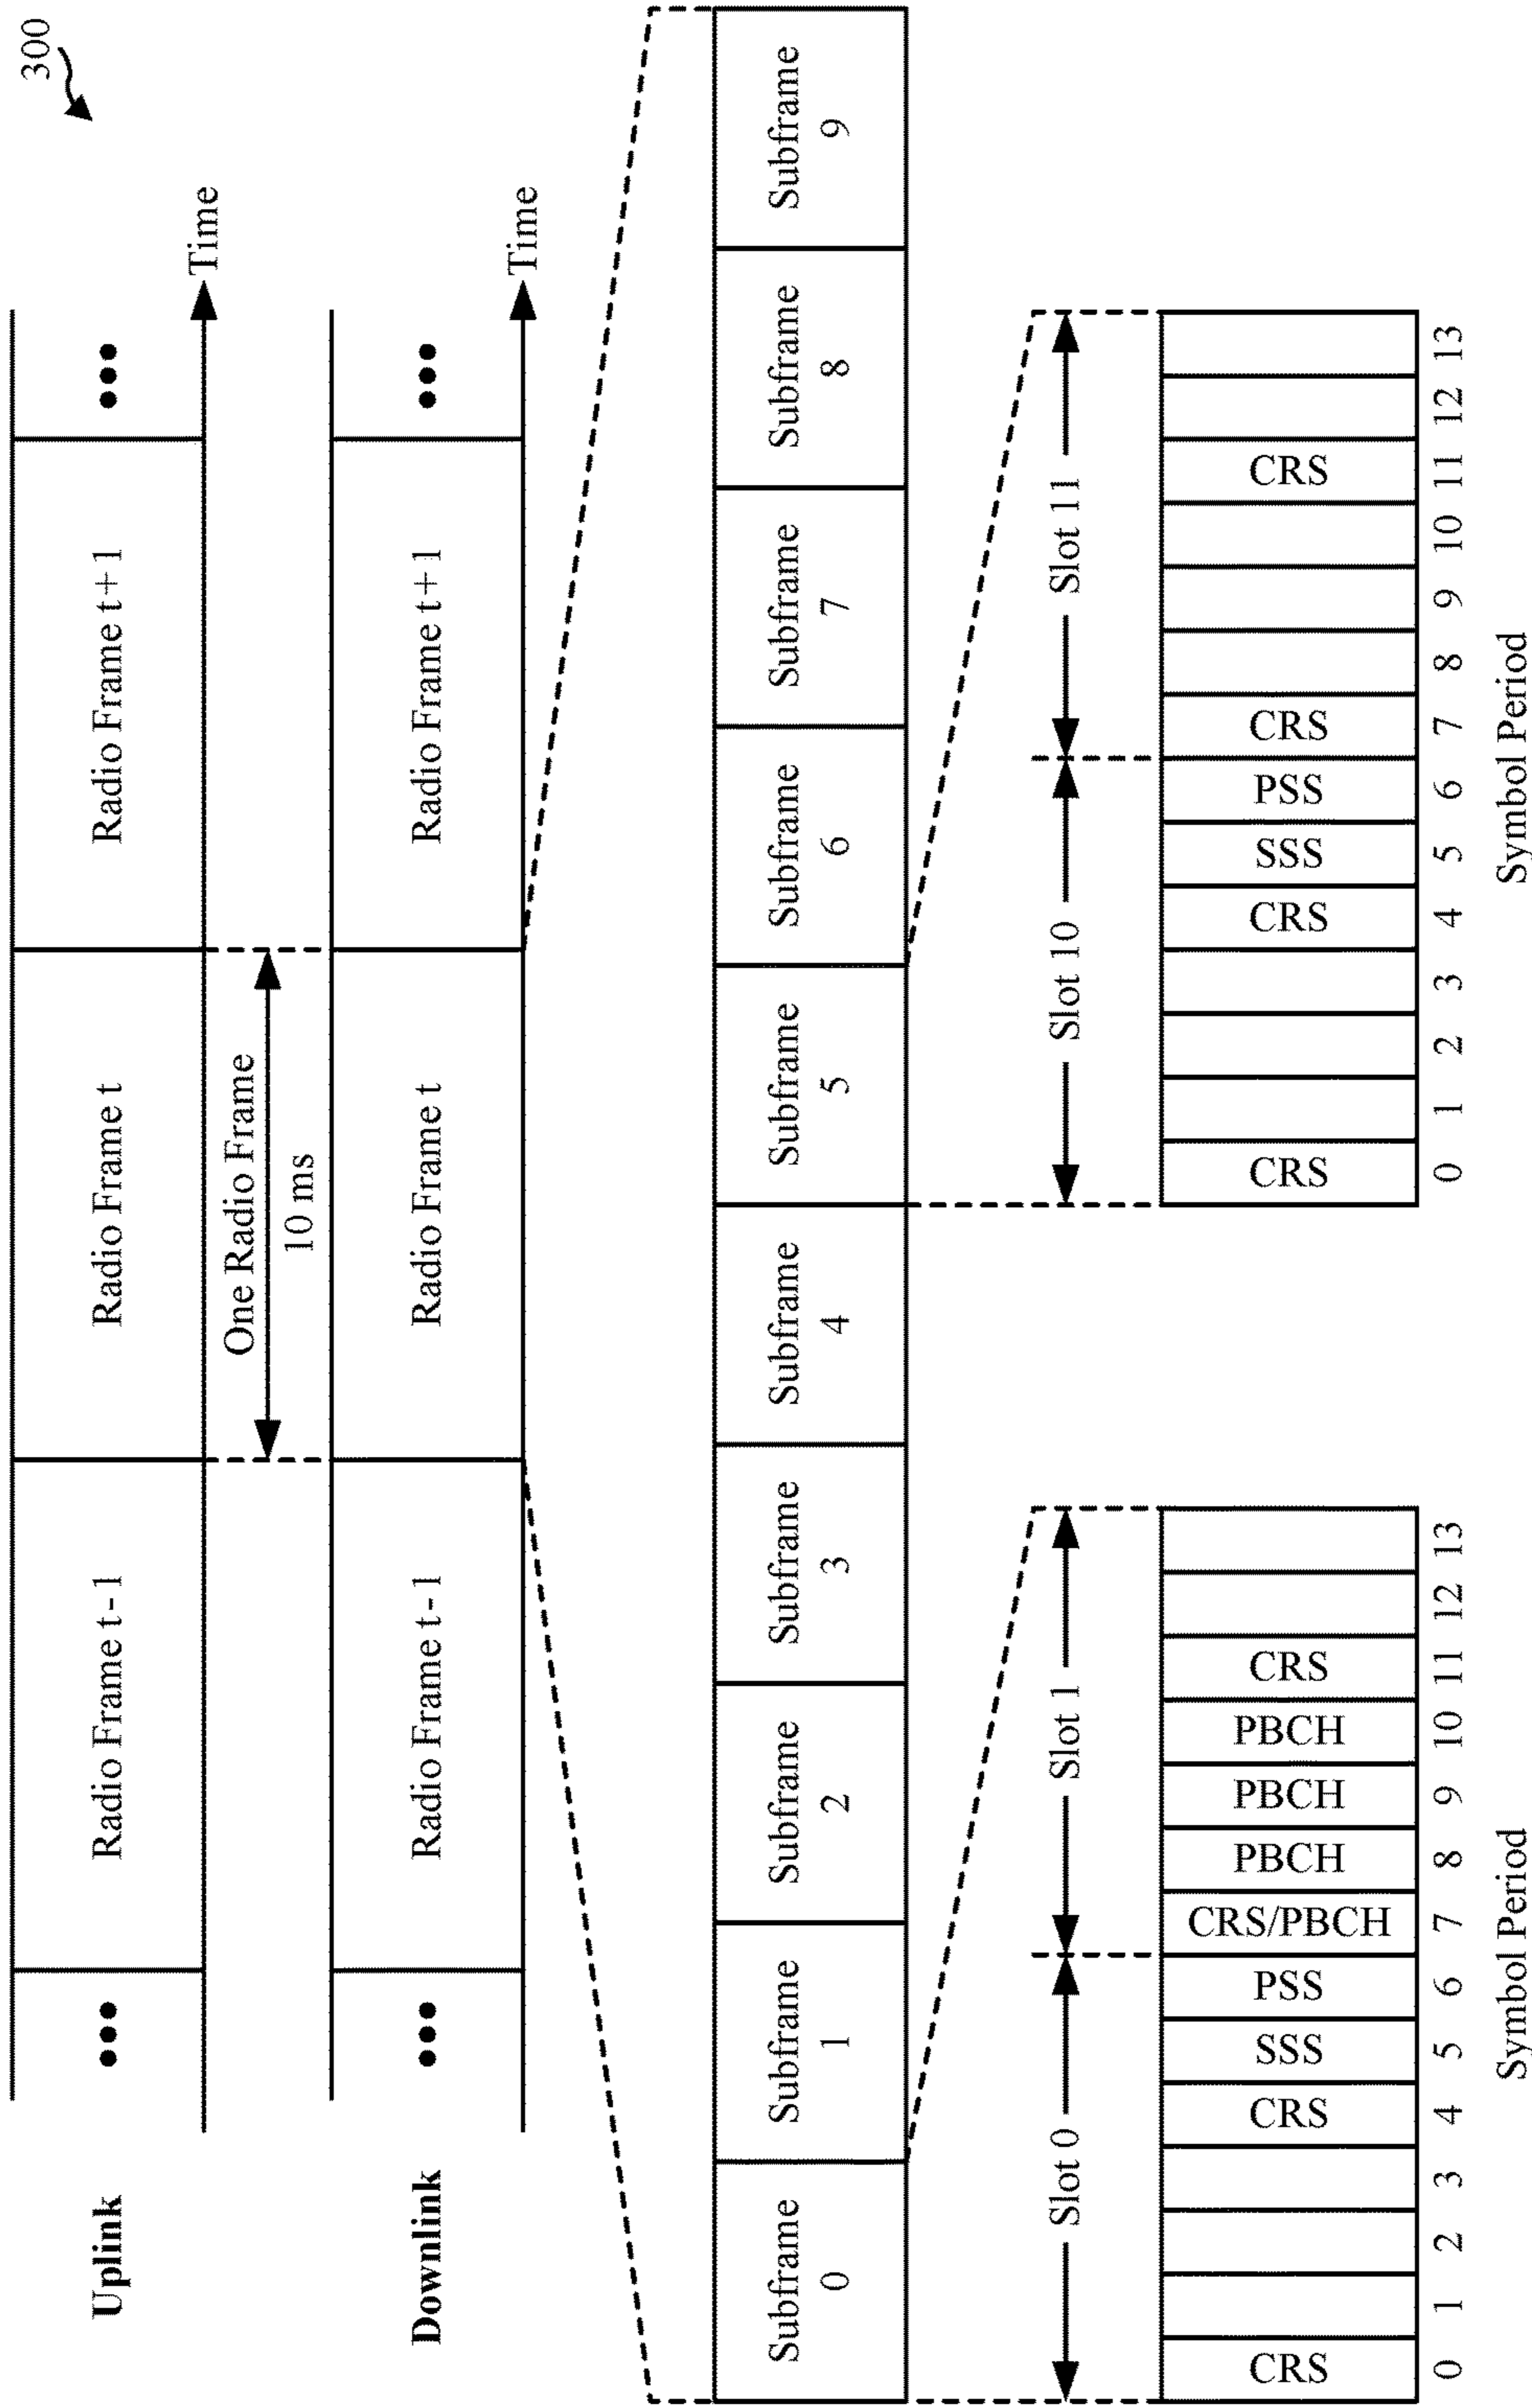 300
Uplink
•••
Radio Frame t-1
Radio Frame t
Radio Frame t+1
•••
Time
One Radio Frame
10 ms
Downlink
•••
Radio Frame t-1
Radio Frame t
Radio Frame t+1
•••
Time
Subframe
0
Subframe
1
Subframe
2
Subframe
3
Subframe
4
Subframe
5
Subframe
6
Subframe
7
Subframe
8
Subframe
9
Slot 0
Slot 1
CRS
CRS
SSS
PSS
CRS/PBCH
PBCH
PBCH
PBCH
CRS
0 1 2 3 4 5 6 7 8 9 10 11 12 13
Symbol Period
Slot 10
Slot 11
CRS
CRS
SSS
PSS
CRS
CRS
0 1 2 3 4 5 6 7 8 9 10 11 12 13
Symbol Period